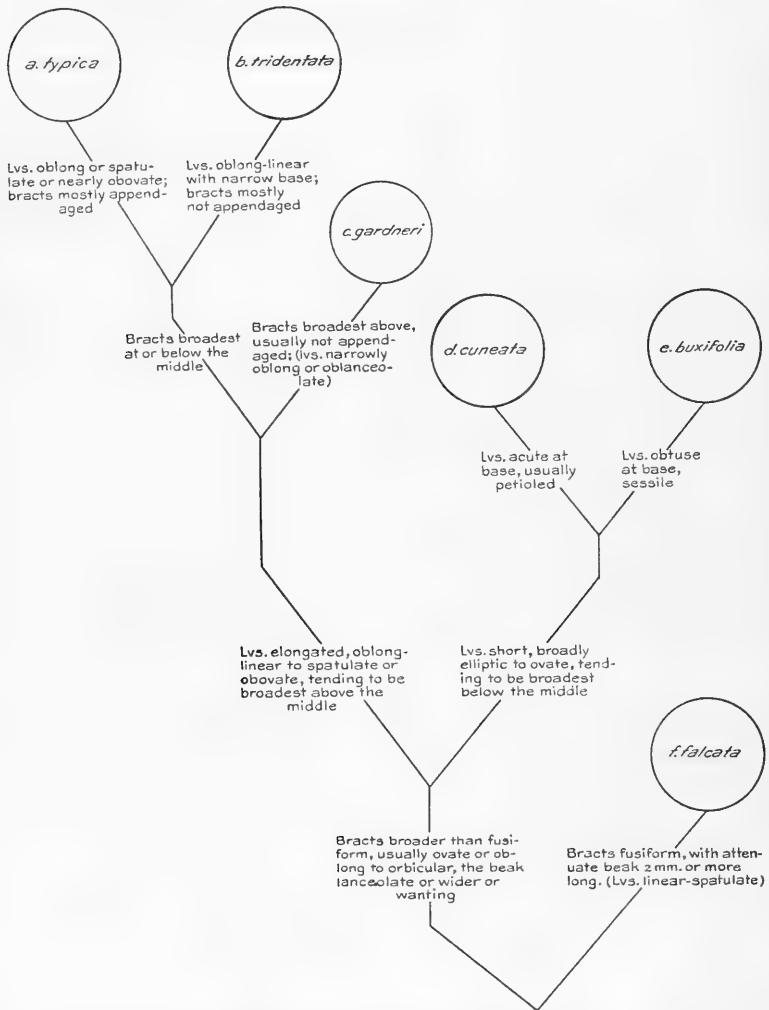 a. typica
b. tridentata
Lvs. oblong or spatu-
late or nearly obovate;
bracts mostly append-
aged
Lvs. oblong-linear
with narrow base;
bracts mostly
not appendaged
c. gardneri
Bracts broadest
at or below the
middle
Bracts broadest above,
usually not append-
aged; (lvs. narrowly
oblong or oblanceo-
late)
d. cuneata
e. buxifolia
Lvs. acute at
base, usually
petioled
Lvs. obtuse
at base,
sessile
Lvs. elongated, oblong-
linear to spatulate or
obovate, tending to be
broadest above the
middle
Lvs. short, broadly
elliptic to ovate, tend-
ing to be broadest
below the middle
f. falcata
Bracts broader than fusi-
form, usually ovate or ob-
long to orbicular, the beak
lanceolate or wider or
wanting
Bracts fusiform, with atten-
uate beak 2 mm. or more
long. (Lvs. linear-spatulate)